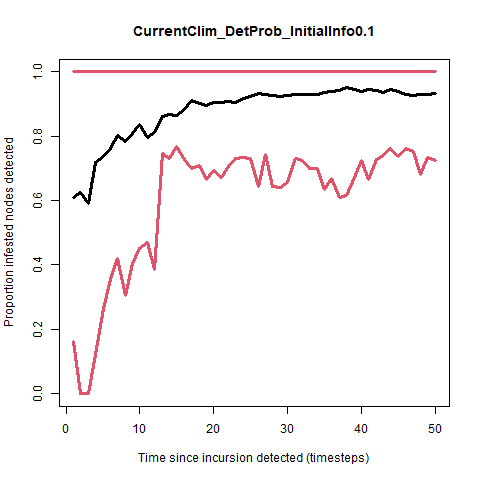 CurrentClim_DetProb_InitialInfo0.1
Proportion infested nodes detected
1.0
0.8
0.6
0.4
0.2
0.0
0 10 20 30 40 50
Time since incursion detected (timesteps)